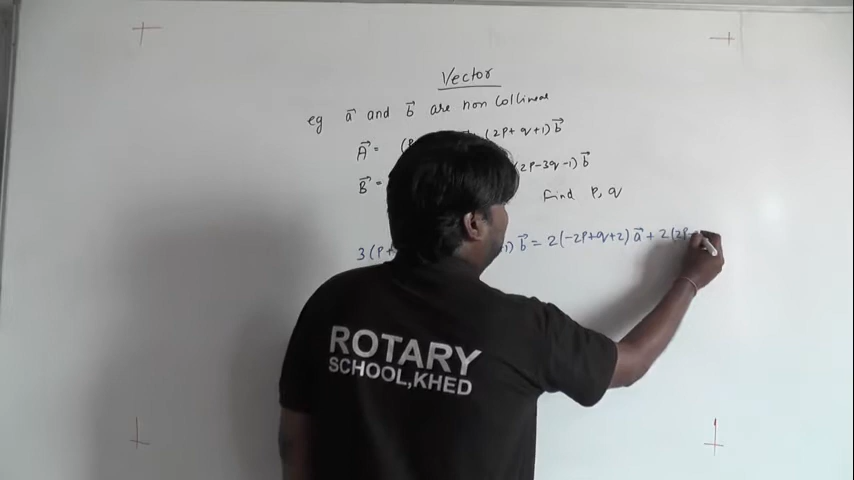 Vector
eg a⃗ and b⃗ are non collinear
A⃗ = (2p+q+1)b⃗
B⃗ = (2p-3q-1)b⃗
Find p, q
3(p+ 1)b⃗ = 2(-2p+q+2)a⃗ + 2(2p-
ROTARY
SCHOOL,KHED